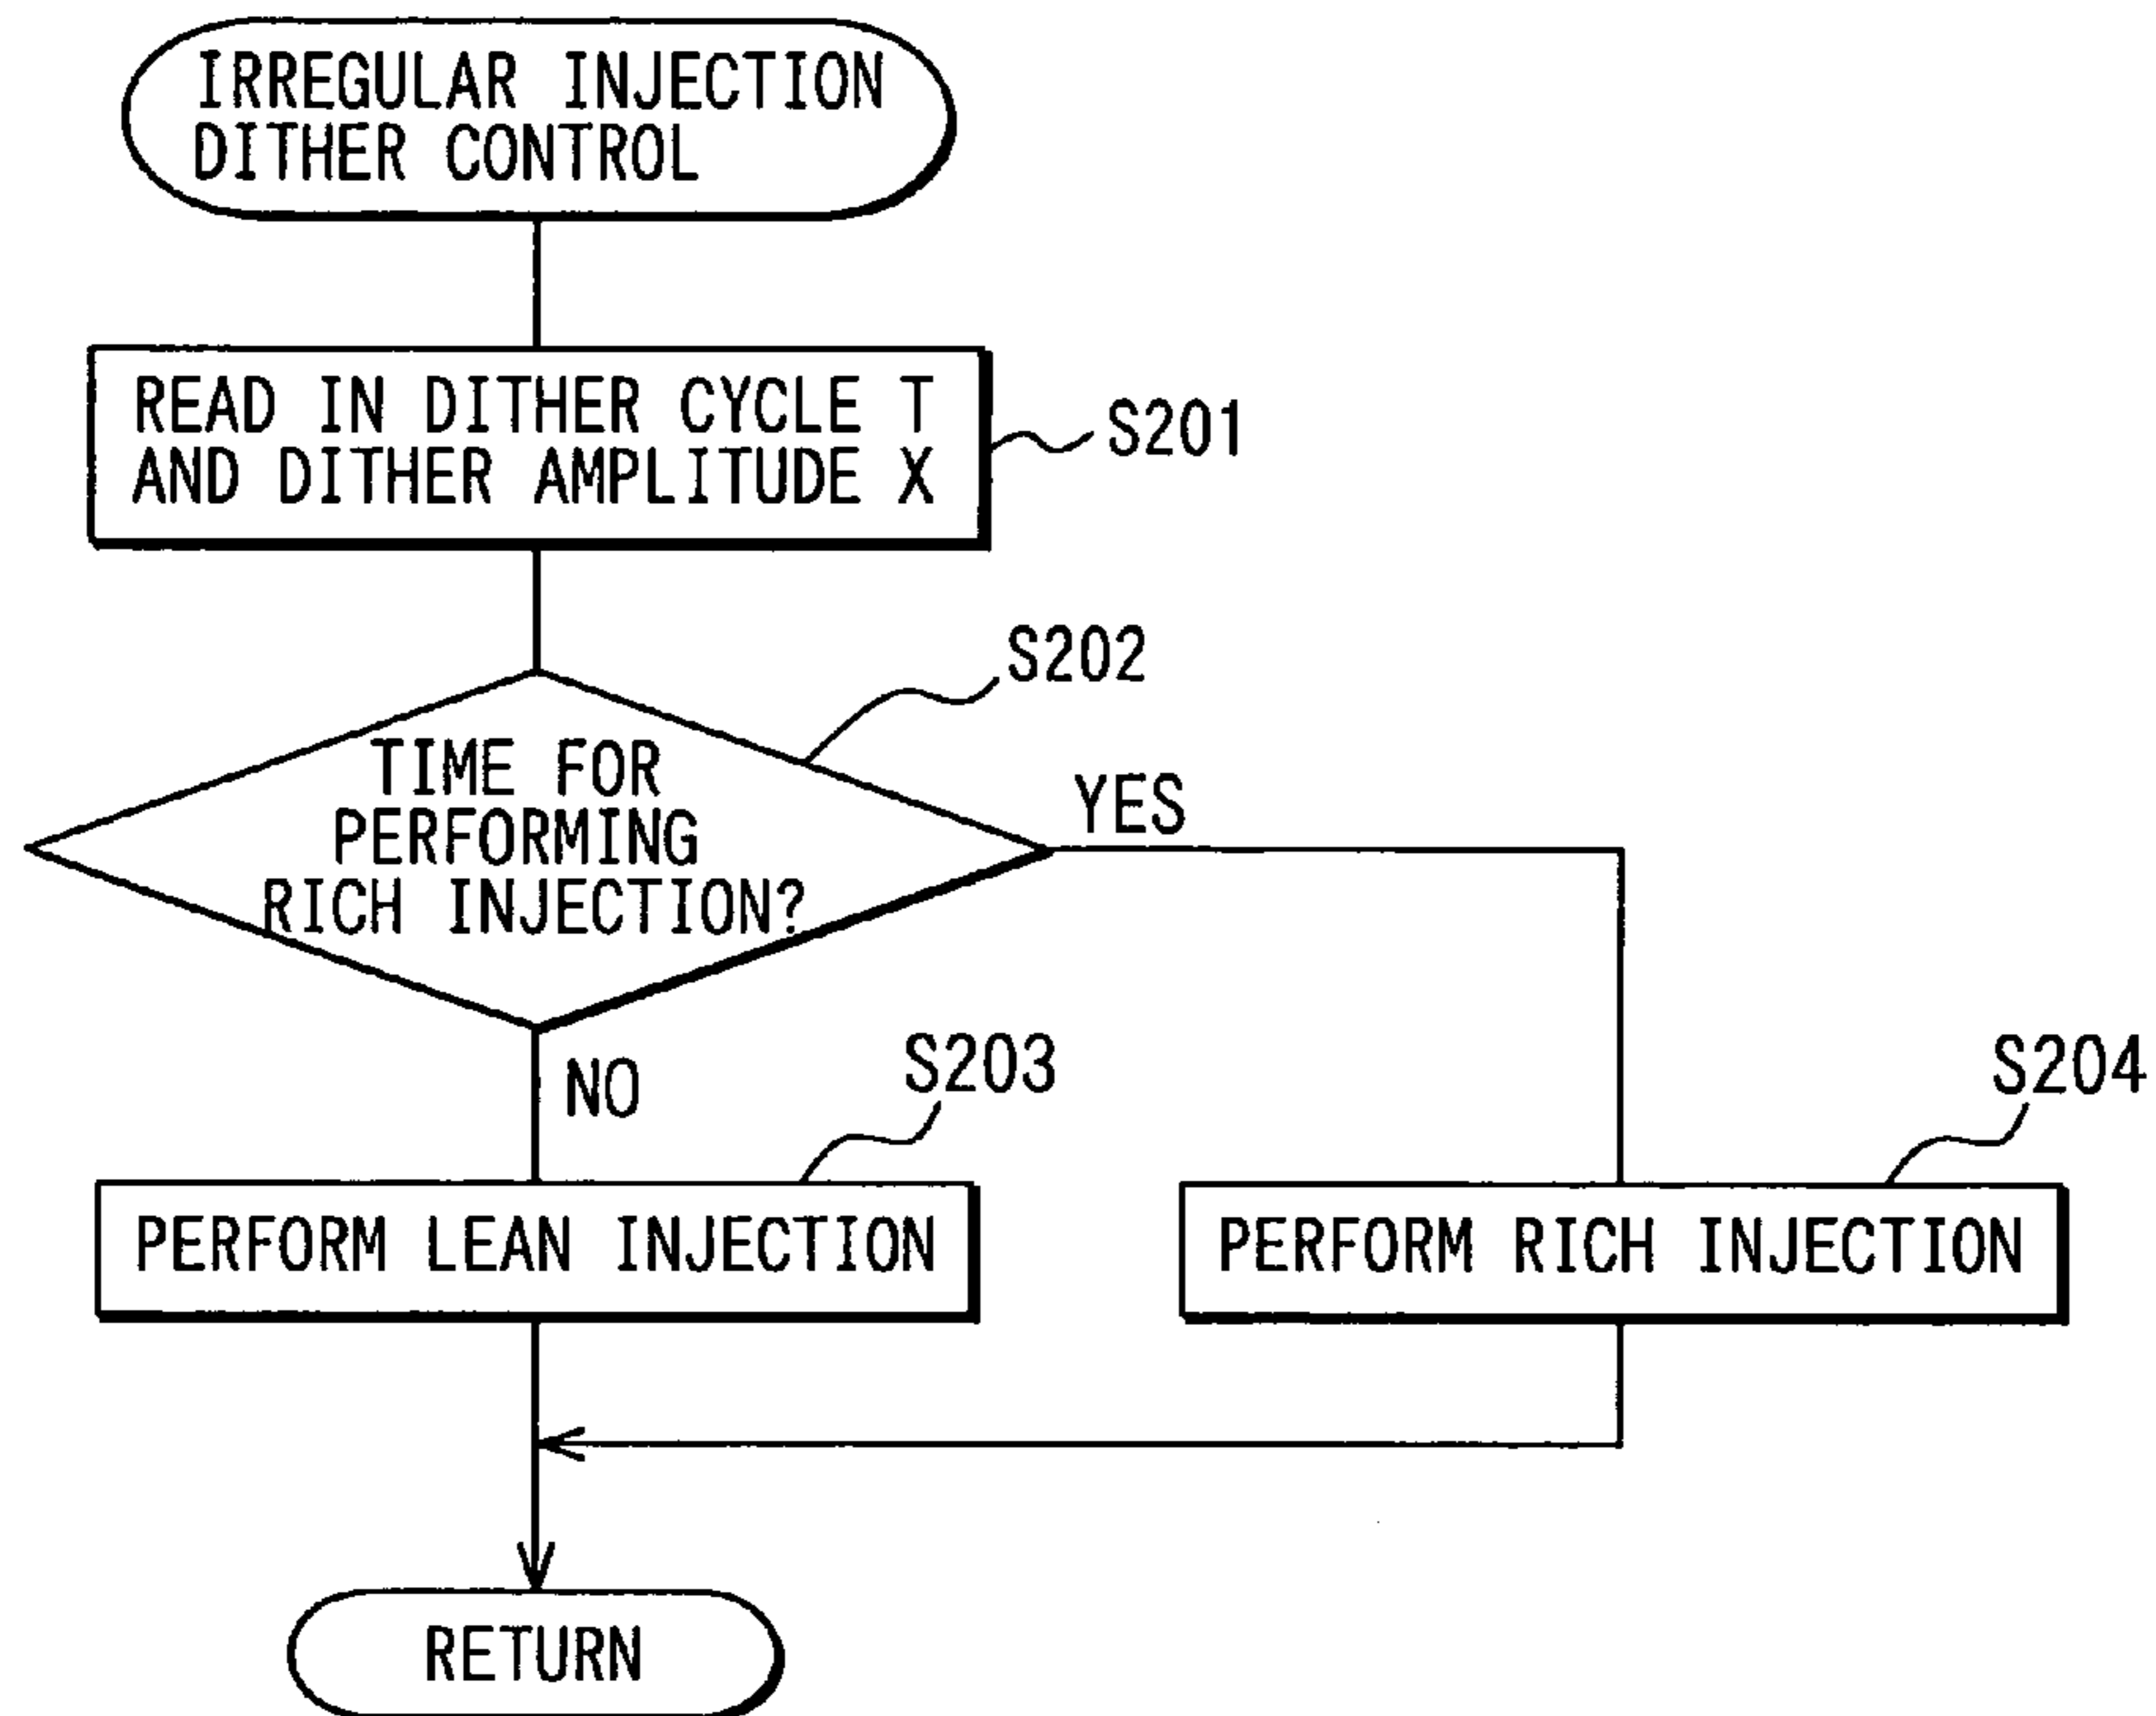 IRREGULAR INJECTION
DITHER CONTROL
READ IN DITHER CYCLE T
AND DITHER AMPLITUDE X
S201
S202
TIME FOR
PERFORMING
RICH INJECTION?
YES
NO
S203
S204
PERFORM LEAN INJECTION
PERFORM RICH INJECTION
RETURN